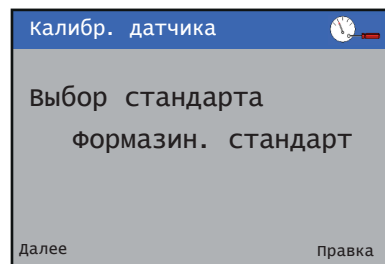 Калибр. датчика
Выбор стандарта
Формазин. стандарт
Далее
Правка